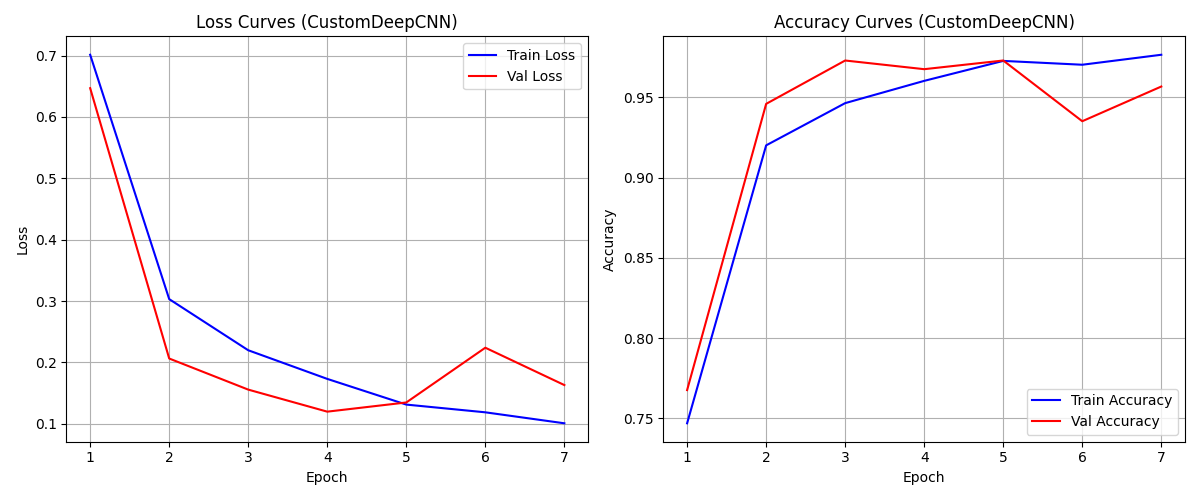 Loss Curves (CustomDeepCNN)
0.7
0.6
0.5
0.4
0.3
0.2
0.1
Loss
1 2 3 4 5 6 7
Epoch
Train Loss
Val Loss
Accuracy Curves (CustomDeepCNN)
0.95
0.90
0.85
0.80
0.75
Accuracy
1 2 3 4 5 6 7
Epoch
Train Accuracy
Val Accuracy